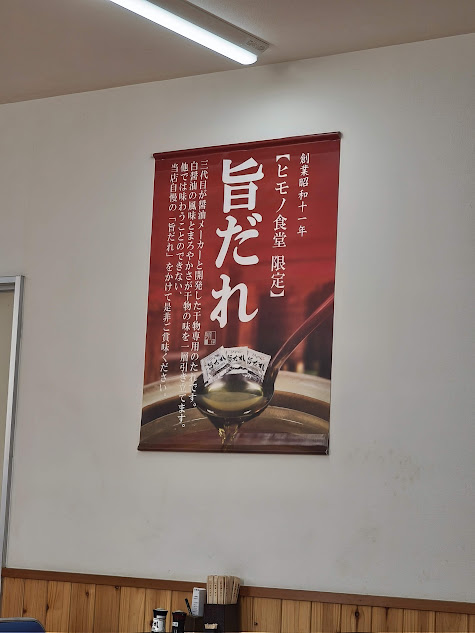 創業昭和十一年
【ヒモノ食堂 限定】
旨だれ
三代目が醤油メーカーと開発した干物専用のたれです。
白醤油の風味とまろやかさが干物の味を一層引き立てます。
他では味わうことのできない、
当店自慢の「旨だれ」をかけて是非ご賞味ください。